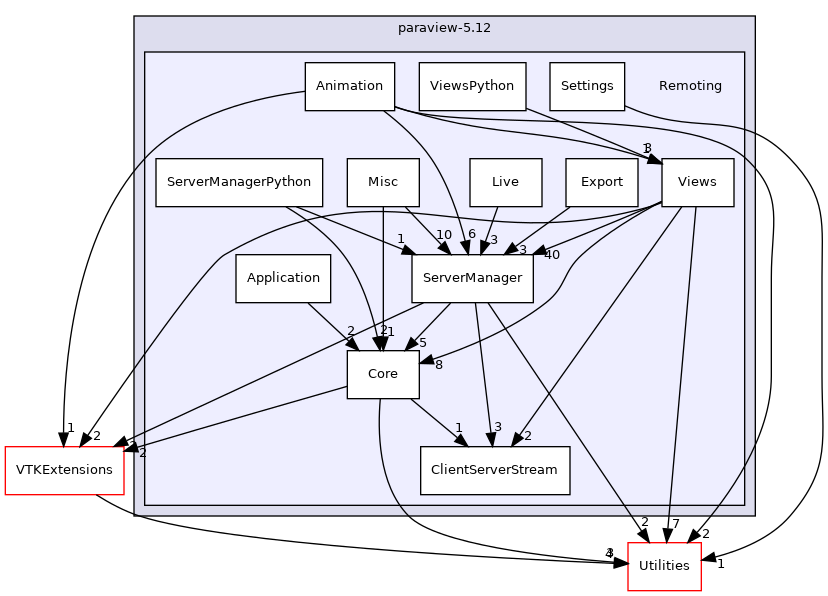 paraview-5.12
Animation
ViewsPython
Settings
Remoting
1
3
ServerManagerPython
Misc
Live
Export
Views
1
10
6
3
3
40
Application
ServerManager
2
2
1
5
8
Core
1
2
1
3
2
2
VTKExtensions
ClientServerStream
2
7
2
4
3
1
Utilities